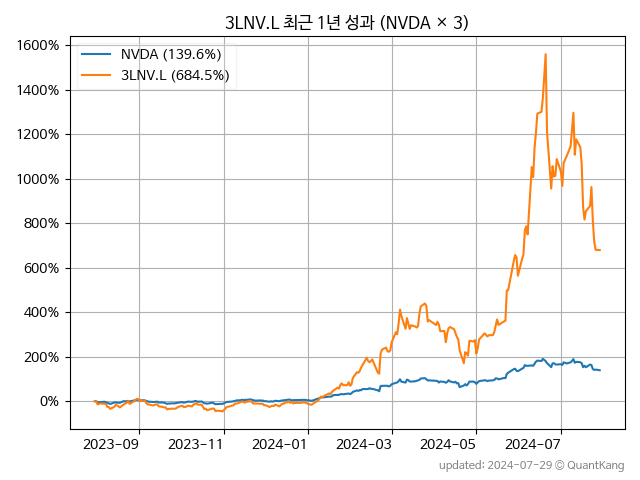 3LNV.L 최근 1년 성과 (NVDA × 3)
NVDA (139.6%)
3LNV.L (684.5%)
1600%
1400%
1200%
1000%
800%
600%
400%
200%
0%
2023-09 2023-11 2024-01 2024-03 2024-05 2024-07
updated: 2024-07-29 © QuantKang